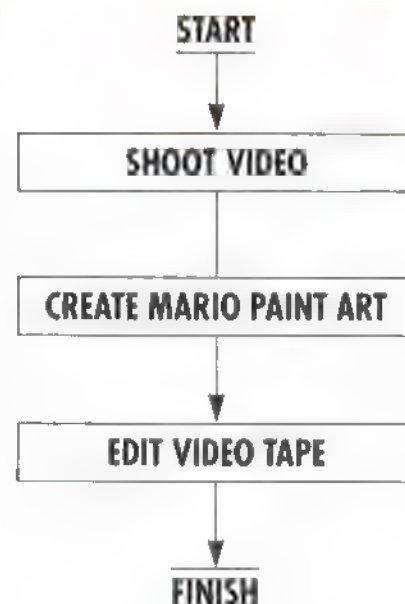 START
SHOOT VIDEO
CREATE MARIO PAINT ART
EDIT VIDEO TAPE
FINISH